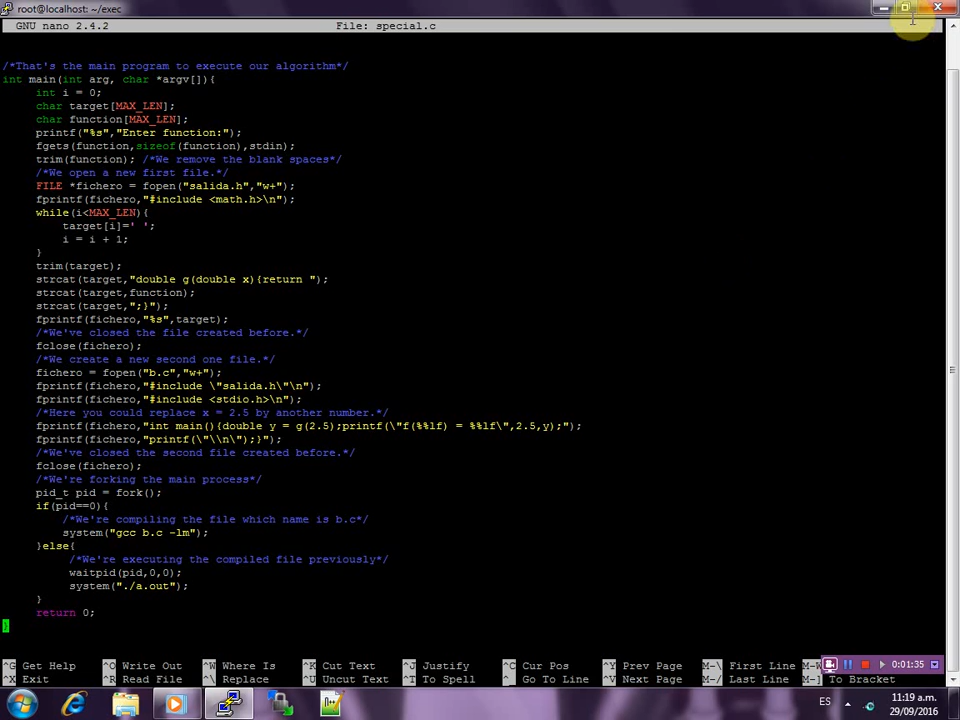 root@localhost: ~/exec
GNU nano 2.4.2 File: special.c
/*That's the main program to execute our algorithm*/
int main(int arg, char *argv[]){
int i = 0;
char target[MAX_LEN];
char function[MAX_LEN];
printf("%s","Enter function:");
fgets(function,sizeof(function),stdin);
trim(function); /*We remove the blank spaces*/
/*We open a new first file.*/
FILE *fichero = fopen("salida.h","w+");
fprintf(fichero,"#include <math.h>\n");
while(i<MAX_LEN){
target[i]=' ';
i = i + 1;
}
trim(target);
strcat(target,"double g(double x){return ");
strcat(target,function);
strcat(target,";}");
fprintf(fichero,"%s",target);
/*We've closed the file created before.*/
fclose(fichero);
/*We create a new second one file.*/
fichero = fopen("b.c","w+");
fprintf(fichero,"#include \"salida.h\"\n");
fprintf(fichero,"#include <stdio.h>\n");
/*Here you could replace x = 2.5 by another number.*/
fprintf(fichero,"int main(){double y = g(2.5);printf(\"f(%%lf) = %%lf\",2.5,y);");
fprintf(fichero,"printf(\"\\n\");}");
/*We've closed the second file created before.*/
fclose(fichero);
/*We're forking the main process*/
pid_t pid = fork();
if(pid==0){
/*We're compiling the file which name is b.c*/
system("gcc b.c -lm");
}else{
/*We're executing the compiled file previously*/
waitpid(pid,0,0);
system("./a.out");
}
return 0;
}
^G Get Help ^O Write Out ^W Where Is ^K Cut Text ^J Justify ^C Cur Pos ^Y Prev Page M-\ First Line 0:01:35
^X Exit ^R Read File ^\ Replace ^U Uncut Text ^T To Spell ^_ Go To Line ^V Next Page M-/ Last Line M-] To Bracket
ES 11:19 a.m.
29/09/2016